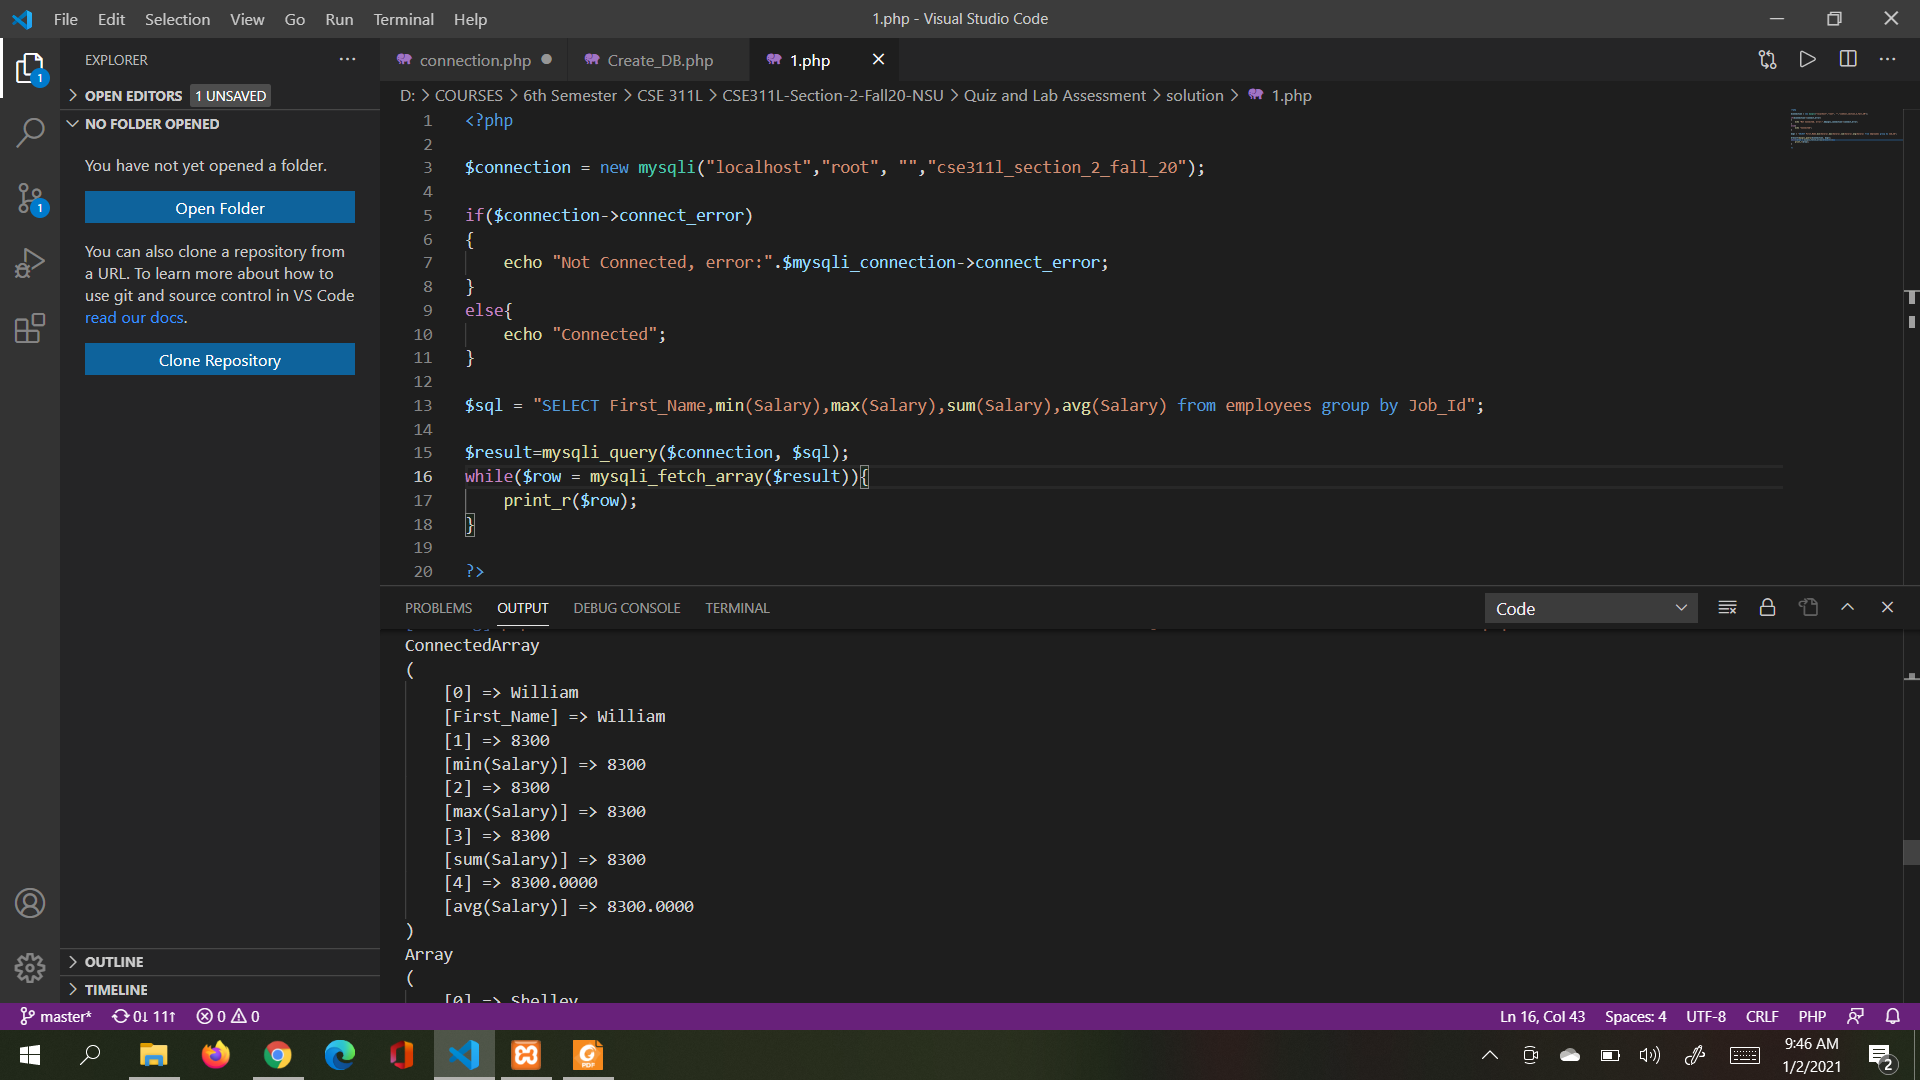 File Edit Selection View Go Run Terminal Help
1.php - Visual Studio Code
EXPLORER
OPEN EDITORS 1 UNSAVED
NO FOLDER OPENED
You have not yet opened a folder.
Open Folder
You can also clone a repository from
a URL. To learn more about how to
use git and source control in VS Code
read our docs.
Clone Repository
OUTLINE
TIMELINE
1
1
connection.php Create_DB.php 1.php
D: > COURSES > 6th Semester > CSE 311L > CSE311L-Section-2-Fall20-NSU > Quiz and Lab Assessment > solution > 1.php
1 <?php
2
3 $connection = new mysqli("localhost","root", "","cse311l_section_2_fall_20");
4
5 if($connection->connect_error)
6 {
7 echo "Not Connected, error:".$mysqli_connection->connect_error;
8 }
9 else{
10 echo "Connected";
11 }
12
13 $sql = "SELECT First_Name,min(Salary),max(Salary),sum(Salary),avg(Salary) from employees group by Job_Id";
14
15 $result=mysqli_query($connection, $sql);
16 while($row = mysqli_fetch_array($result)){
17 print_r($row);
18 }
19
20 ?>
PROBLEMS OUTPUT DEBUG CONSOLE TERMINAL
Code
ConnectedArray
(
[0] => William
[First_Name] => William
[1] => 8300
[min(Salary)] => 8300
[2] => 8300
[max(Salary)] => 8300
[3] => 8300
[sum(Salary)] => 8300
[4] => 8300.0000
[avg(Salary)] => 8300.0000
)
Array
(
[0] => Shelley
master* 0↓ 11↑ 0 0
Ln 16, Col 43 Spaces: 4 UTF-8 CRLF PHP
9:46 AM
1/2/2021
2